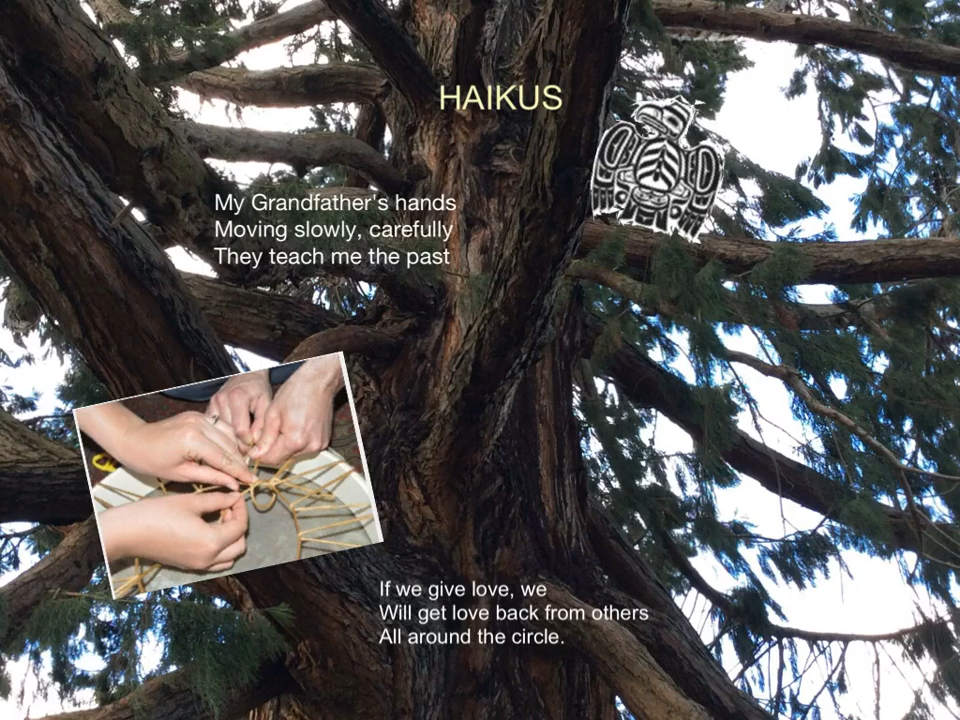 HAIKUS
My Grandfather's hands
Moving slowly, carefully
They teach me the past
If we give love, we
Will get love back from others
All around the circle.